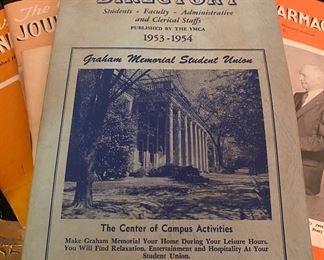 DIRECTORY
Students - Faculty - Administrative
and Clerical Staffs
PUBLISHED BY THE YMCA
1953-1954
Graham Memorial Student Union
The Center of Campus Activities
Make Graham Memorial Your Home During Your Leisure Hours.
You Will Find Relaxation, Entertainment and Hospitality At Your
Student Union.
The
JOU
ARMAC